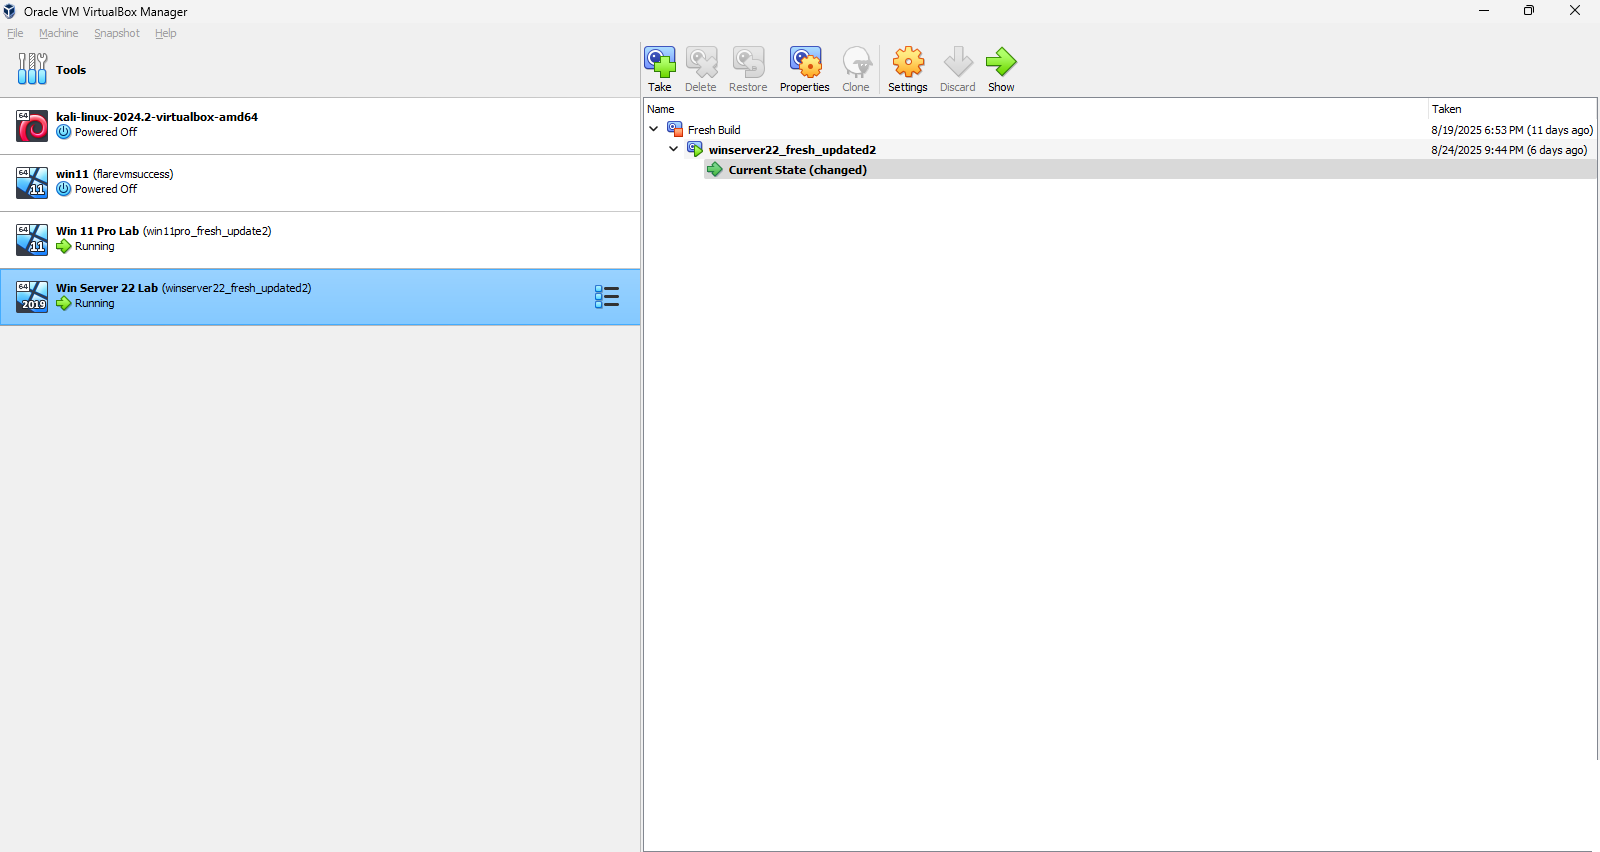 Oracle VM VirtualBox Manager
File Machine Snapshot Help
Tools
64
kali-linux-2024.2-virtualbox-amd64
Powered Off
64
11
win11 (flarevmsuccess)
Powered Off
64
11
Win 11 Pro Lab (win11pro_fresh_update2)
Running
64
2019
Win Server 22 Lab (winserver22_fresh_updated2)
Running
Take Delete Restore Properties Clone Settings Discard Show
Name Taken
Fresh Build 8/19/2025 6:53 PM (11 days ago)
winserver22_fresh_updated2 8/24/2025 9:44 PM (6 days ago)
Current State (changed)